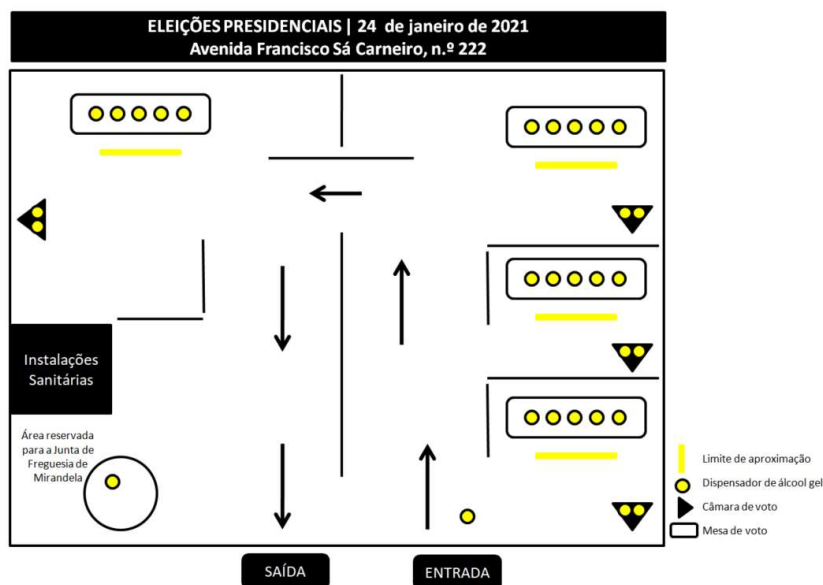 ELEIÇÕES PRESIDENCIAIS | 24 de janeiro de 2021
Avenida Francisco Sá Carneiro, n.º 222
Instalações
Sanitárias
Área reservada
para a Junta de
Freguesia de
Mirandela
Limite de aproximação
Dispensador de álcool gel
Câmara de voto
Mesa de voto
SAÍDA
ENTRADA